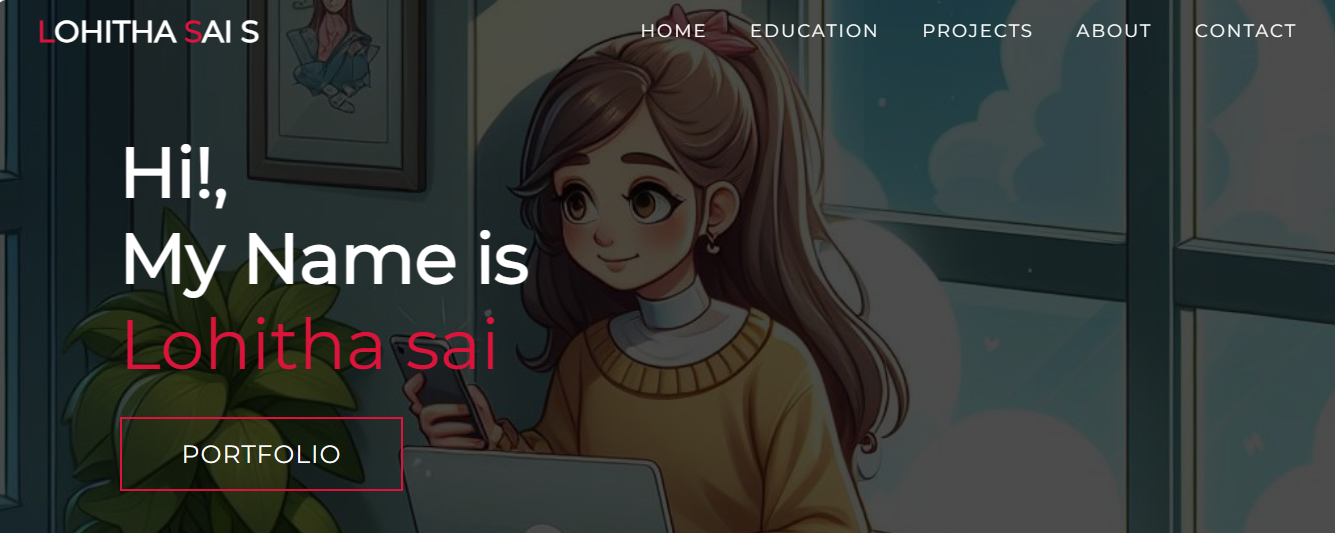 LOHITHA SAI S
HOME EDUCATION PROJECTS ABOUT CONTACT
Hi!,
My Name is
Lohitha sai
PORTFOLIO